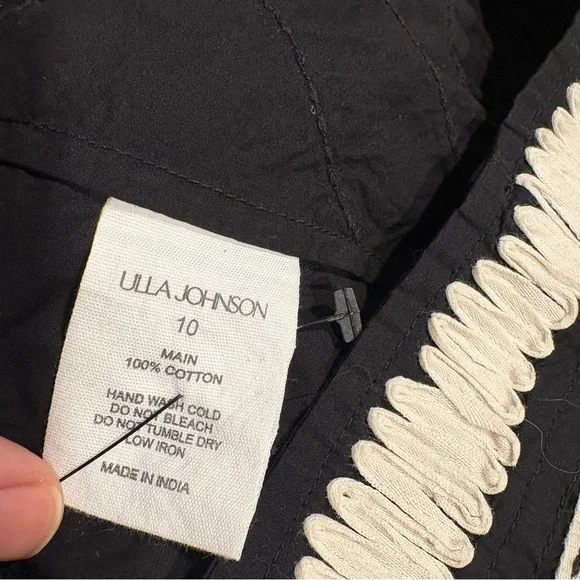 ULLA JOHNSON
10
MAIN
100% COTTON
HAND WASH COLD
DO NOT BLEACH
DO NOT TUMBLE DRY
LOW IRON
MADE IN INDIA